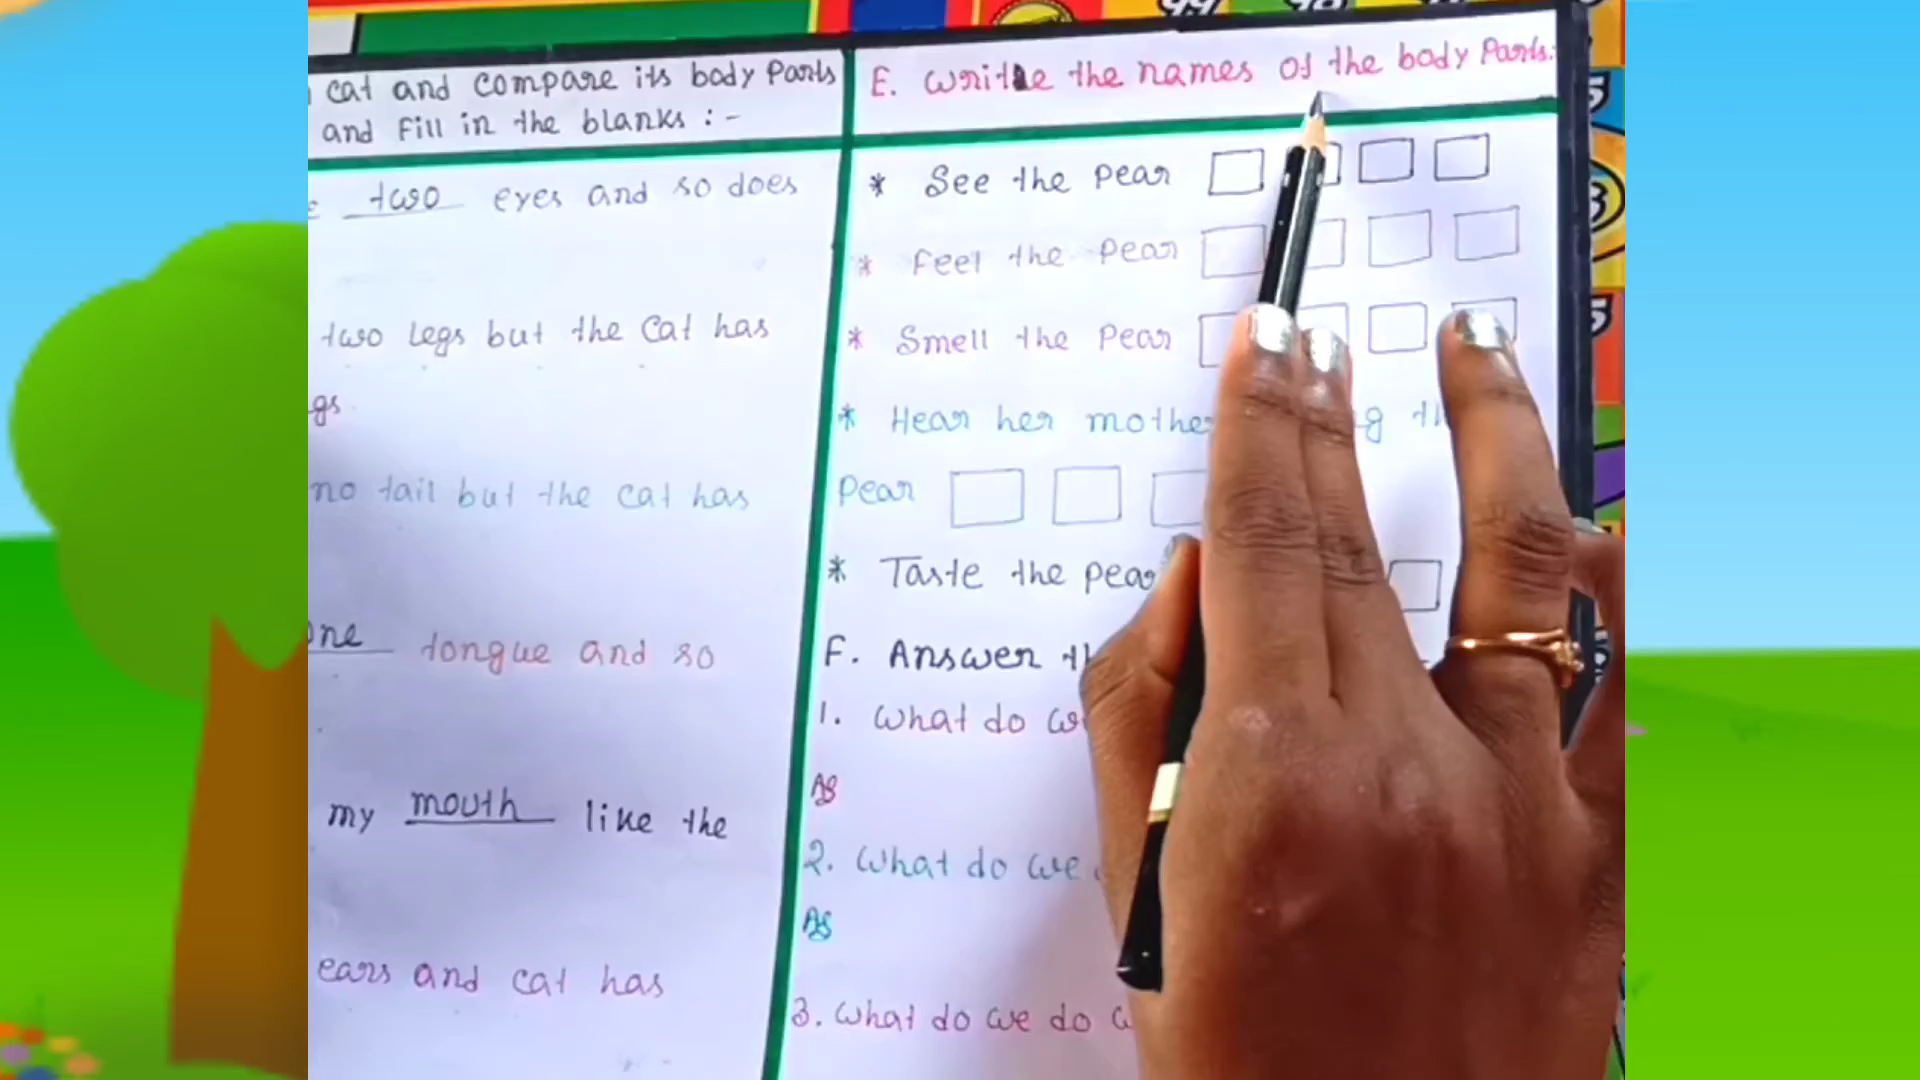 cat and compare its body Parts
and Fill in the blanks : -
two eyes and so does
two legs but the Cat has
gs.
no tail but the cat has
one tongue and so
my mouth like the
ears and cat has
E. write the names of the body Parts:
* See the Pear
* Feel the Pear
* Smell the Pear
* Hear her mothe
Pear
* Taste the pear
F. Answer th
1. What do we
As
2. What do we
As
3. What do we do